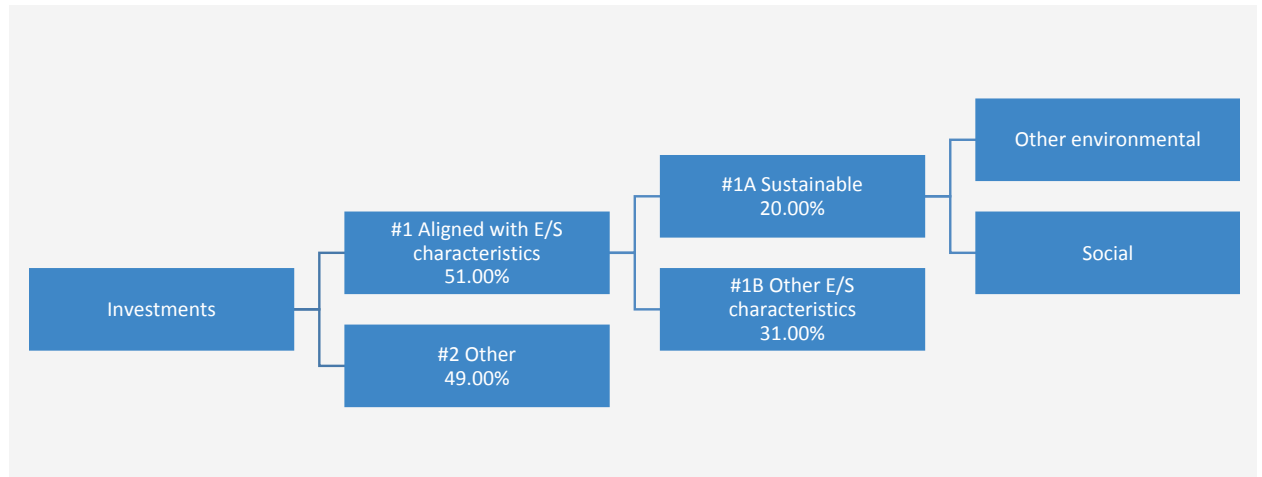 Investments
#1 Aligned with E/S
characteristics
51.00%
#2 Other
49.00%
#1A Sustainable
20.00%
#1B Other E/S
characteristics
31.00%
Other environmental
Social